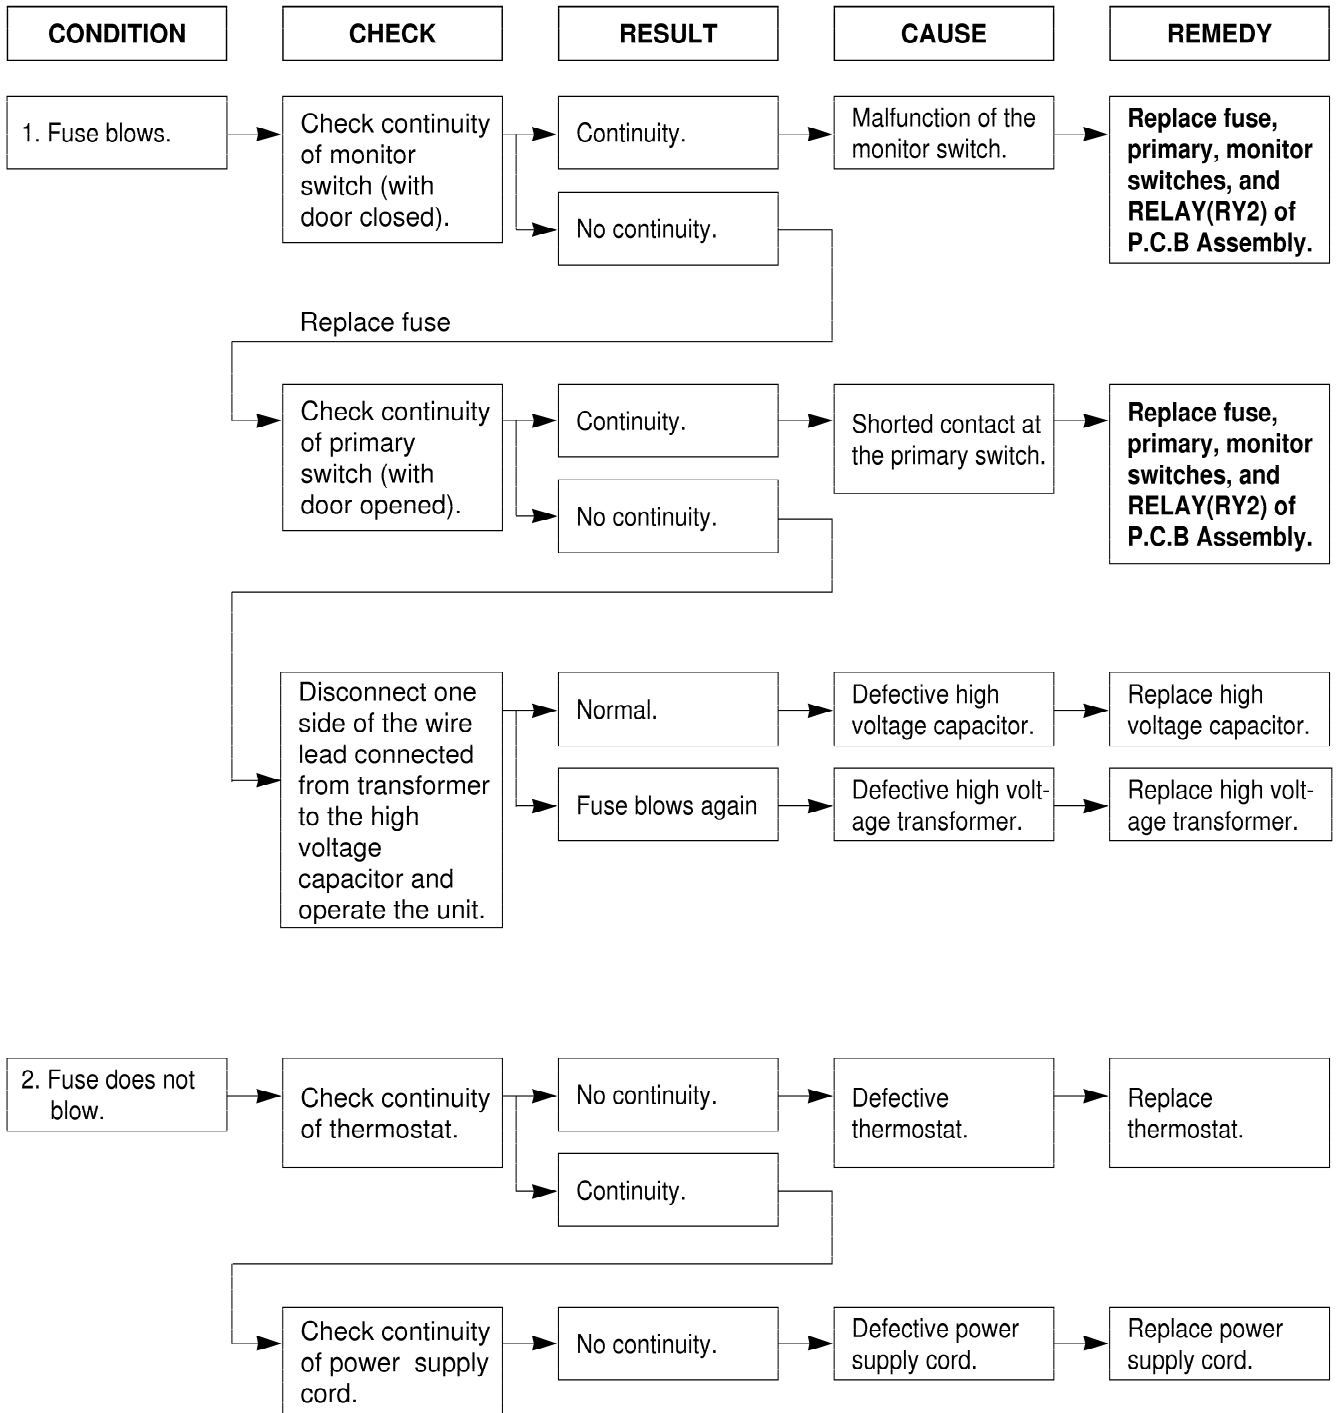 CONDITION
CHECK
RESULT
CAUSE
REMEDY
1. Fuse blows.
Check continuity
of monitor
switch (with
door closed).
Continuity.
Malfunction of the
monitor switch.
Replace fuse,
primary, monitor
switches, and
RELAY(RY2) of
P.C.B Assembly.
No continuity.
Replace fuse
Check continuity
of primary
switch (with
door opened).
Continuity.
Shorted contact at
the primary switch.
Replace fuse,
primary, monitor
switches, and
RELAY(RY2) of
P.C.B Assembly.
No continuity.
Disconnect one
side of the wire
lead connected
from transformer
to the high
voltage
capacitor and
operate the unit.
Normal.
Defective high
voltage capacitor.
Replace high
voltage capacitor.
Fuse blows again
Defective high volt-
age transformer.
Replace high volt-
age transformer.
2. Fuse does not
blow.
Check continuity
of thermostat.
No continuity.
Defective
thermostat.
Replace
thermostat.
Continuity.
Check continuity
of power supply
cord.
No continuity.
Defective power
supply cord.
Replace power
supply cord.